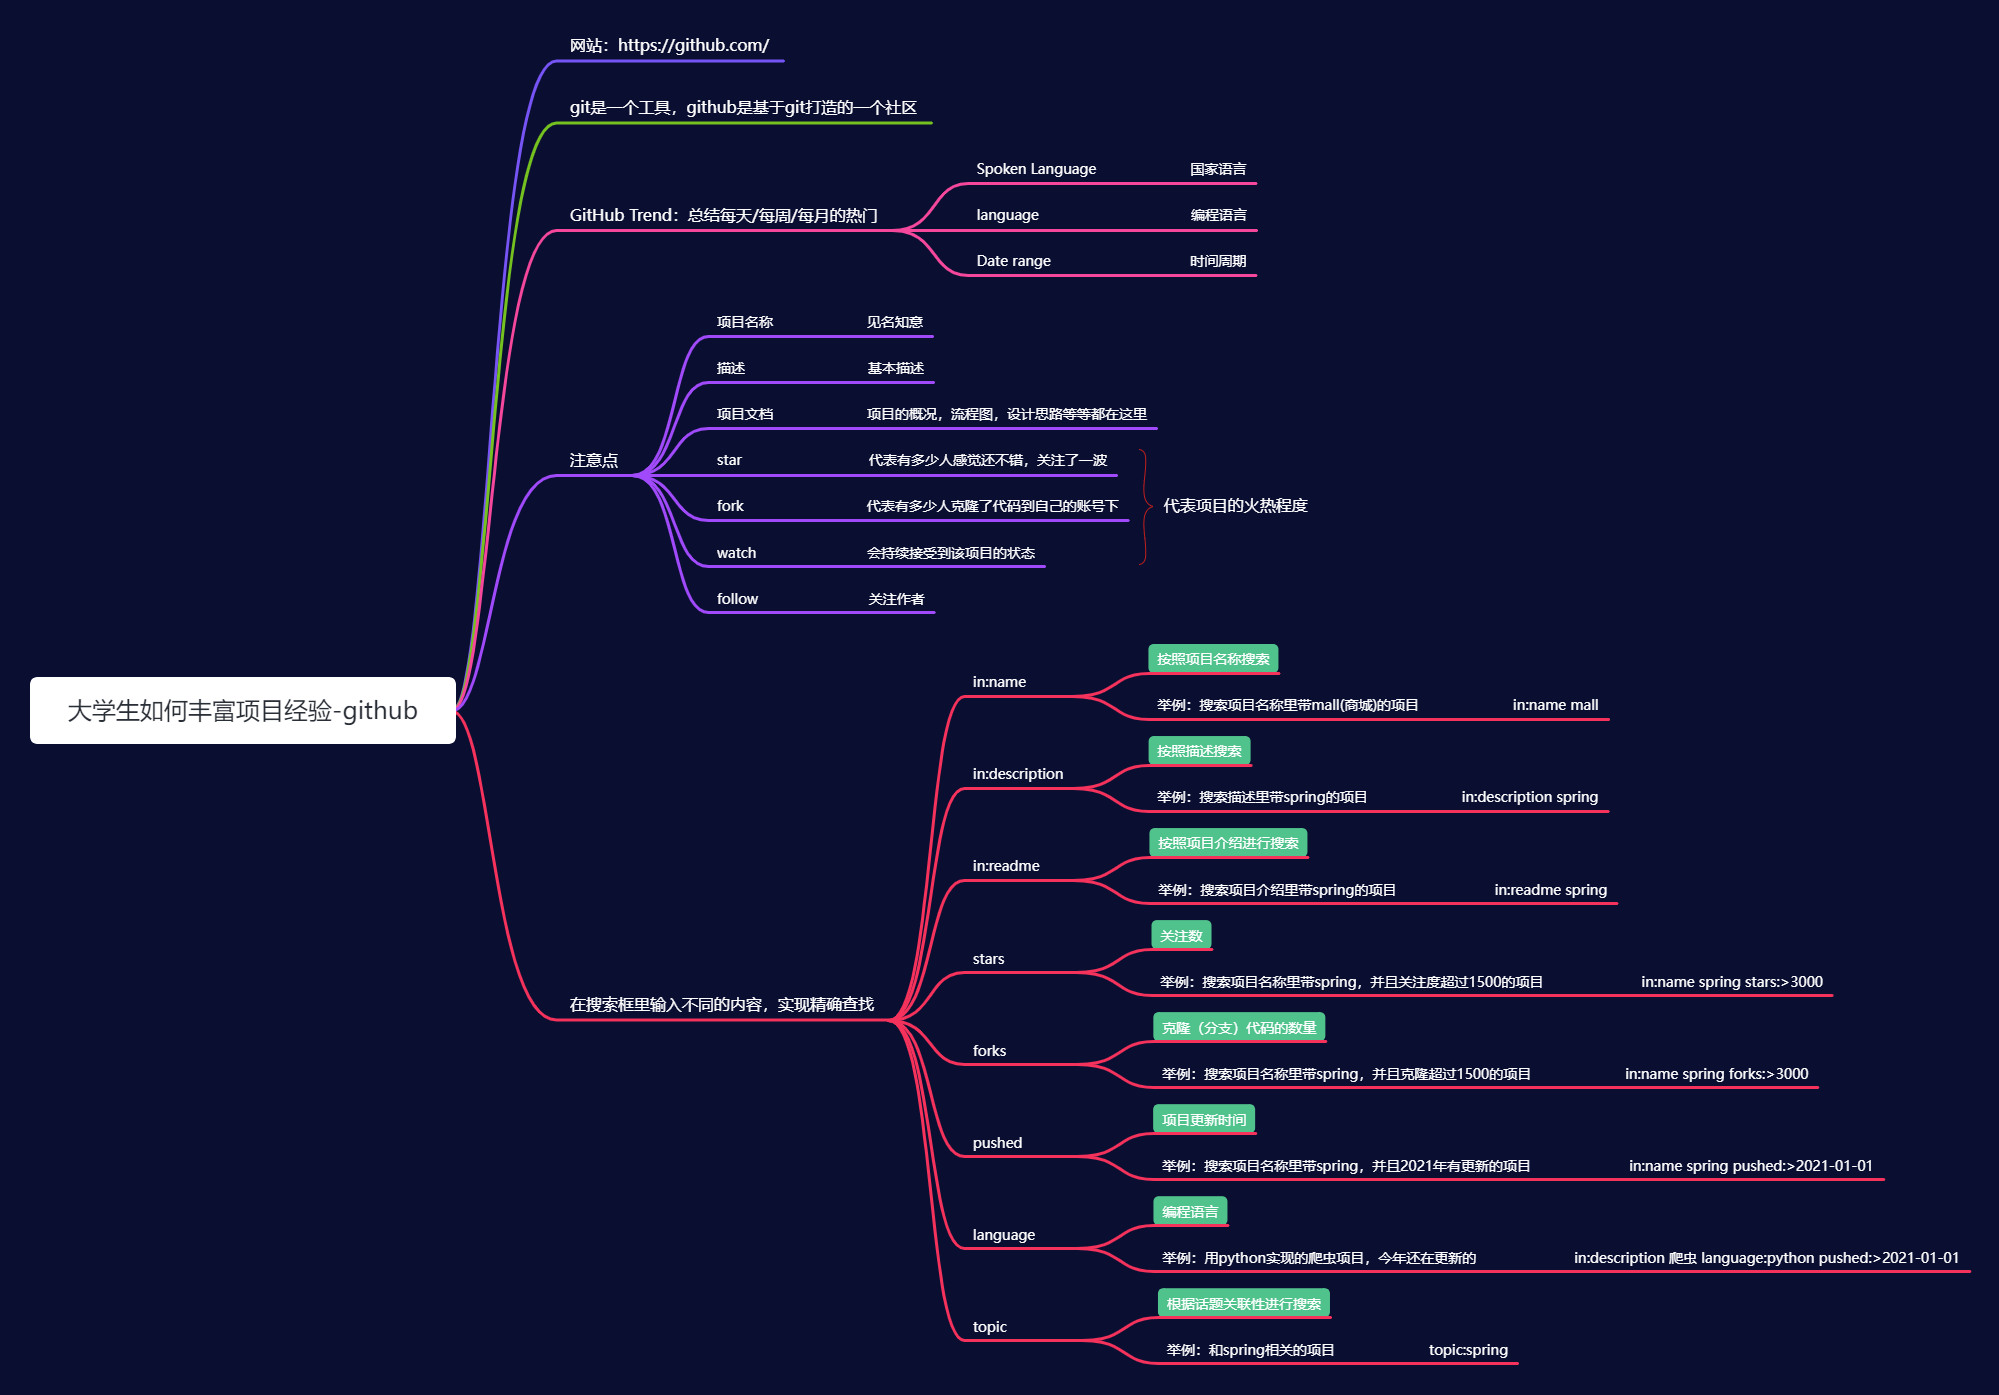 大学生如何丰富项目经验-github
网站：https://github.com/
git是一个工具，github是基于git打造的一个社区
GitHub Trend：总结每天/每周/每月的热门
Spoken Language 国家语言
language 编程语言
Date range 时间周期
注意点
项目名称 见名知意
描述 基本描述
项目文档 项目的概况，流程图，设计思路等等都在这里
star 代表有多少人感觉还不错，关注了一波
fork 代表有多少人克隆了代码到自己的账号下
watch 会持续接受到该项目的状态
代表项目的火热程度
follow 关注作者
在搜索框里输入不同的内容，实现精确查找
in:name
按照项目名称搜索
举例：搜索项目名称里带mall(商城)的项目 in:name mall
in:description
按照描述搜索
举例：搜索描述里带spring的项目 in:description spring
in:readme
按照项目介绍进行搜索
举例：搜索项目介绍里带spring的项目 in:readme spring
stars
关注数
举例：搜索项目名称里带spring，并且关注度超过1500的项目 in:name spring stars:>3000
forks
克隆（分支）代码的数量
举例：搜索项目名称里带spring，并且克隆超过1500的项目 in:name spring forks:>3000
pushed
项目更新时间
举例：搜索项目名称里带spring，并且2021年有更新的项目 in:name spring pushed:>2021-01-01
language
编程语言
举例：用python实现的爬虫项目，今年还在更新的 in:description 爬虫 language:python pushed:>2021-01-01
topic
根据话题关联性进行搜索
举例：和spring相关的项目 topic:spring